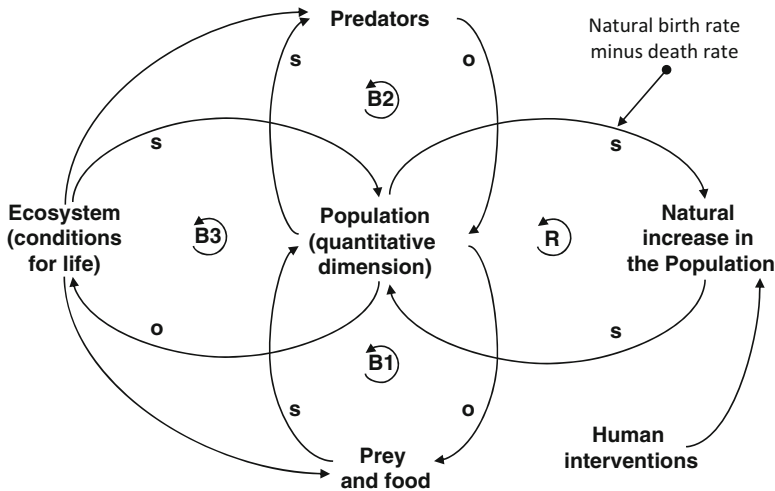 Predators
Natural birth rate
minus death rate
s
o
B2
s
s
Ecosystem
(conditions
for life)
B3
Population
(quantitative
dimension)
R
Natural
increase in
the Population
o
s
B1
s
o
Prey
and food
Human
interventions